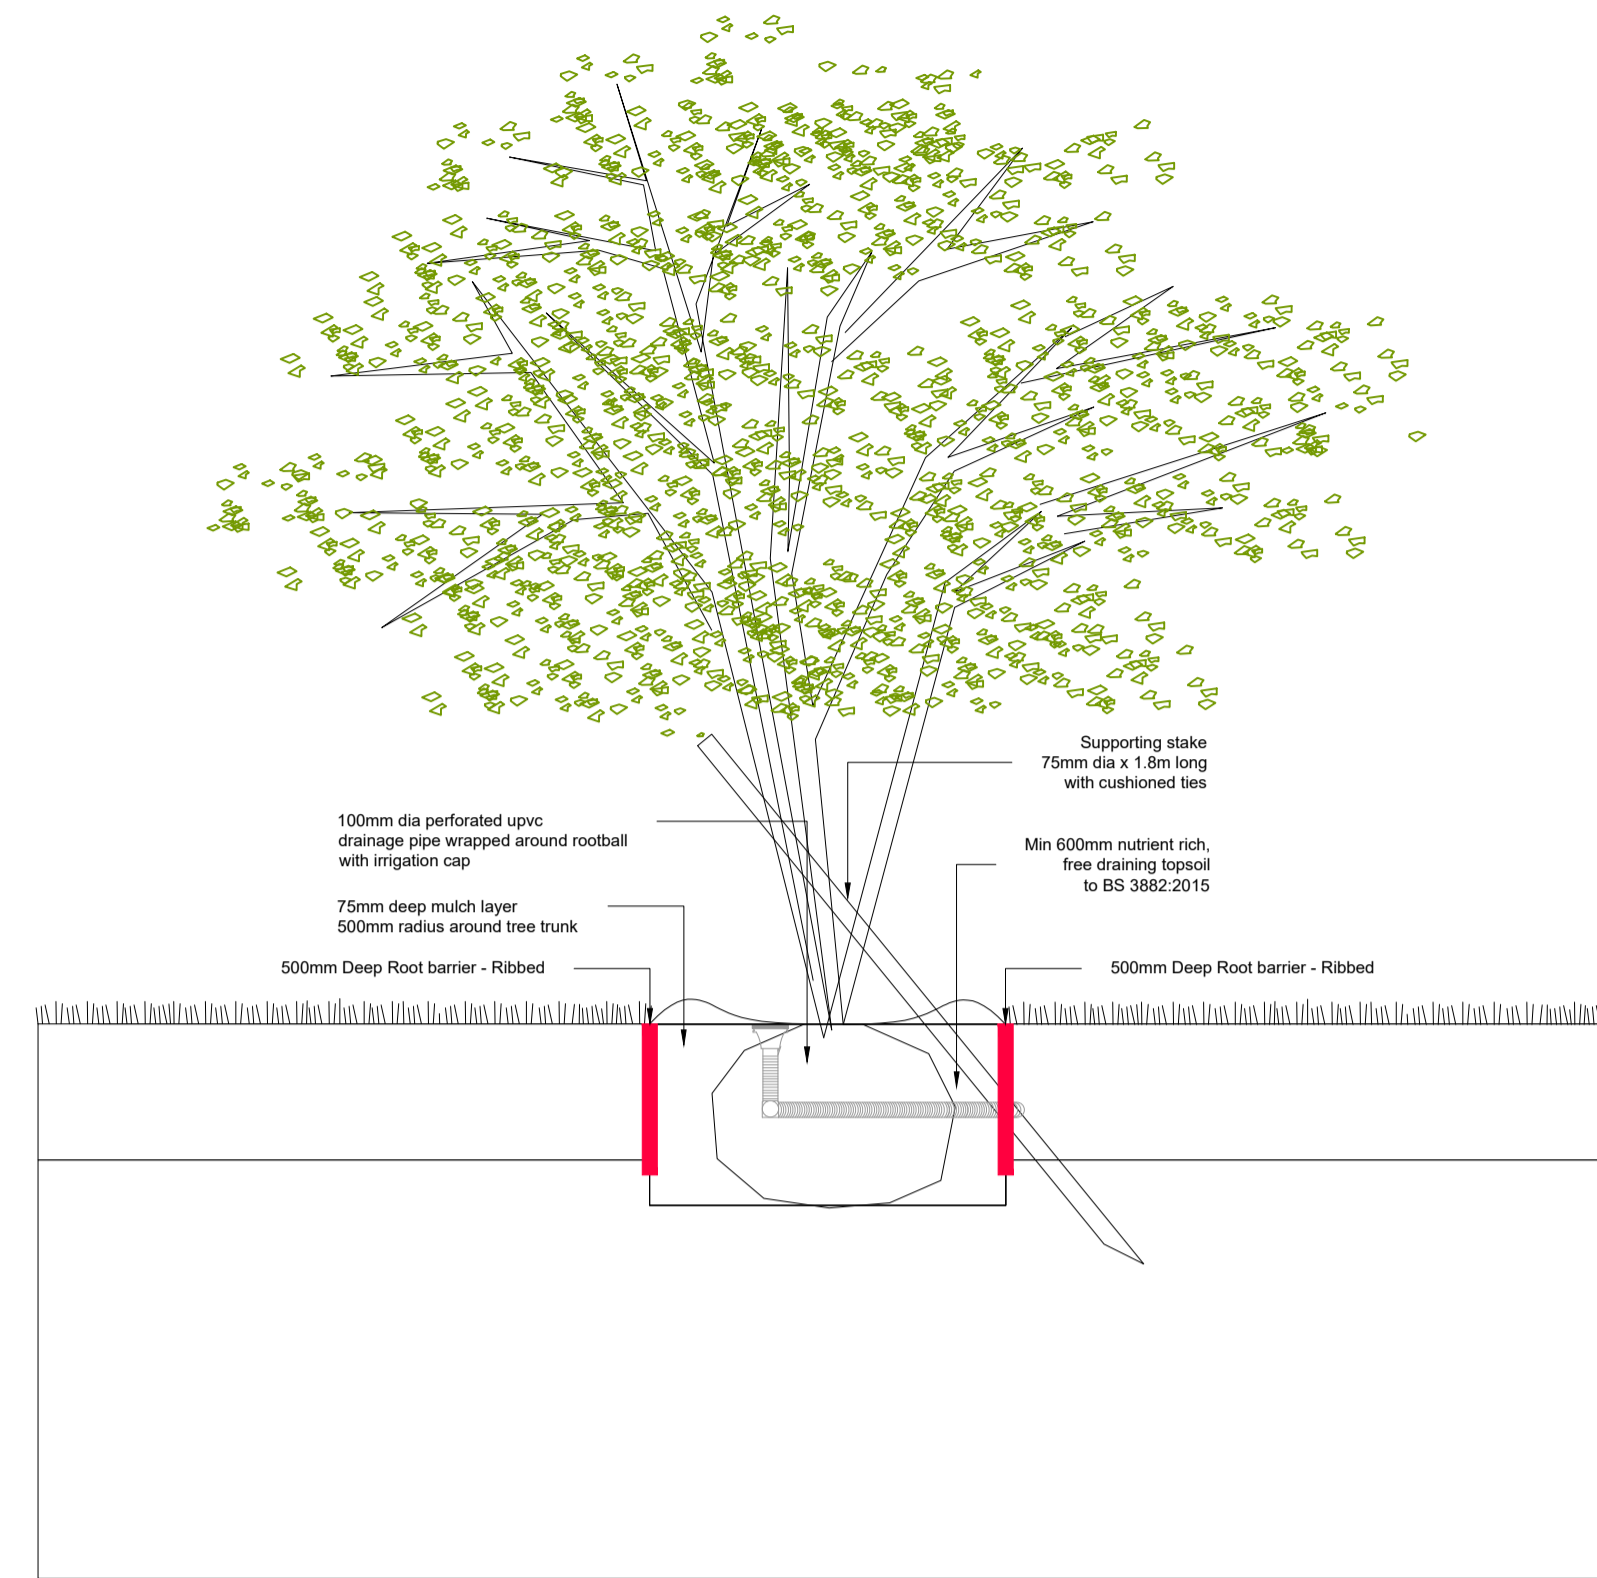 Supporting stake
75mm dia x 1.8m long
with cushioned ties
100mm dia perforated upvc
drainage pipe wrapped around rootball
with irrigation cap
Min 600mm nutrient rich,
free draining topsoil
to BS 3882:2015
75mm deep mulch layer
500mm radius around tree trunk
500mm Deep Root barrier - Ribbed
500mm Deep Root barrier - Ribbed